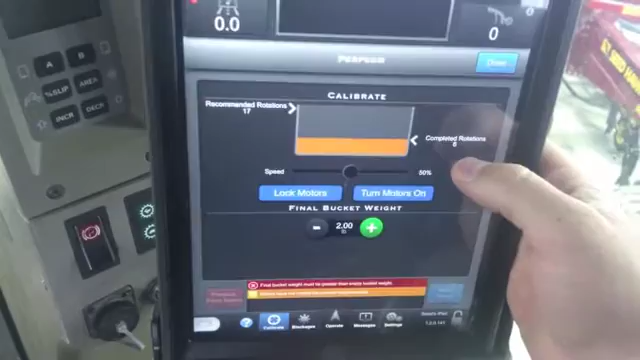 0.0
0
Perform
Done
CALIBRATE
Recommended Rotations
17
Completed Rotations
6
Speed
50%
Lock Motors
Turn Motors On
FINAL BUCKET WEIGHT
-
2.00
+
Final bucket weight must be greater than empty bucket weight.
Calibrate
Blockages
Operate
Messages
Settings
A
B
%SLIP
AREA
INCR
DECR